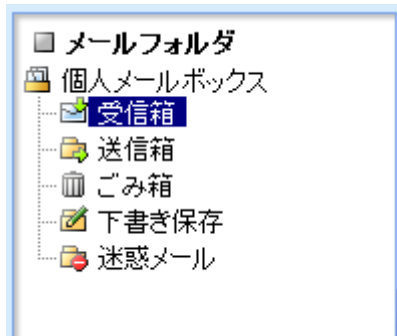 メールフォルダ
個人メールボックス
受信箱
送信箱
ごみ箱
下書き保存
迷惑メール